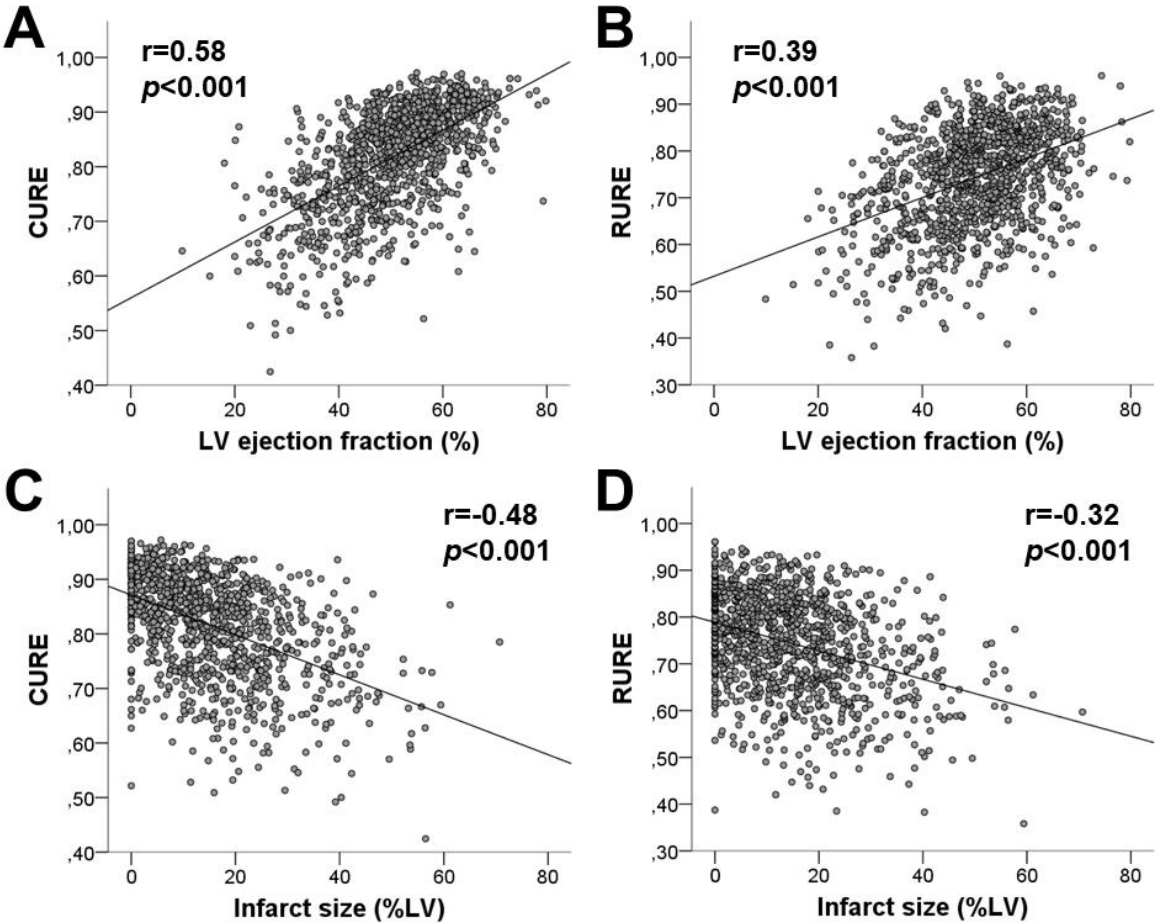 A
r=0.58
p<0.001
CURE
1,00
,90
,80
,70
,60
,50
,40
0 20 40 60 80
LV ejection fraction (%)
B
r=0.39
p<0.001
RURE
1,00
,90
,80
,70
,60
,50
,40
,30
0 20 40 60 80
LV ejection fraction (%)
C
r=-0.48
p<0.001
CURE
1,00
,90
,80
,70
,60
,50
,40
0 20 40 60 80
Infarct size (%LV)
D
r=-0.32
p<0.001
RURE
1,00
,90
,80
,70
,60
,50
,40
,30
0 20 40 60 80
Infarct size (%LV)